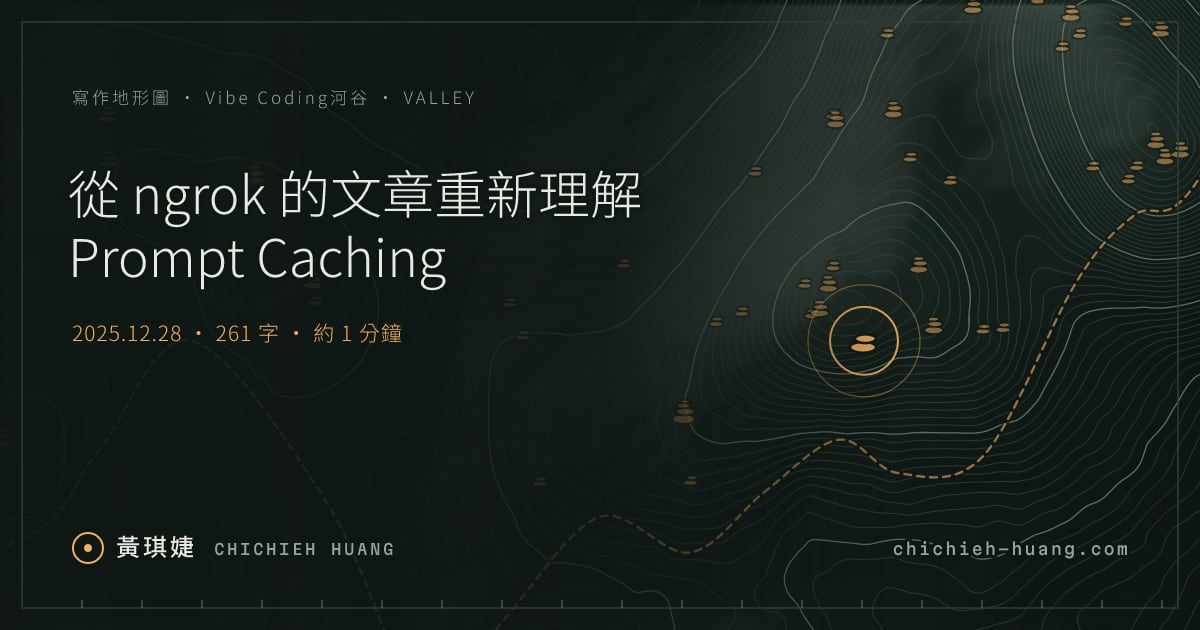 寫作地形圖 · Vibe Coding河谷 · VALLEY
從 ngrok 的文章重新理解
Prompt Caching
2025.12.28 · 261 字 · 約 1 分鐘
黃琪婕 CHICHIEH HUANG
chichieh-huang.com